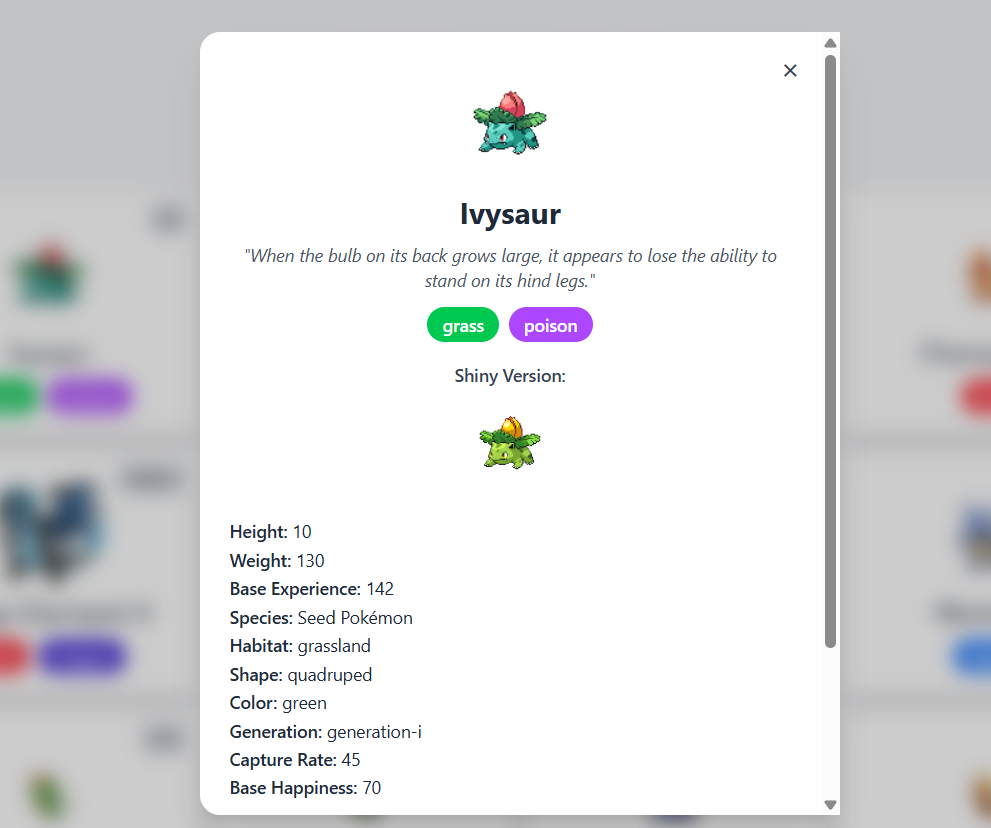 ×
Ivysaur
"When the bulb on its back grows large, it appears to lose the ability to
stand on its hind legs."
grass poison
Shiny Version:
Height: 10
Weight: 130
Base Experience: 142
Species: Seed Pokémon
Habitat: grassland
Shape: quadruped
Color: green
Generation: generation-i
Capture Rate: 45
Base Happiness: 70